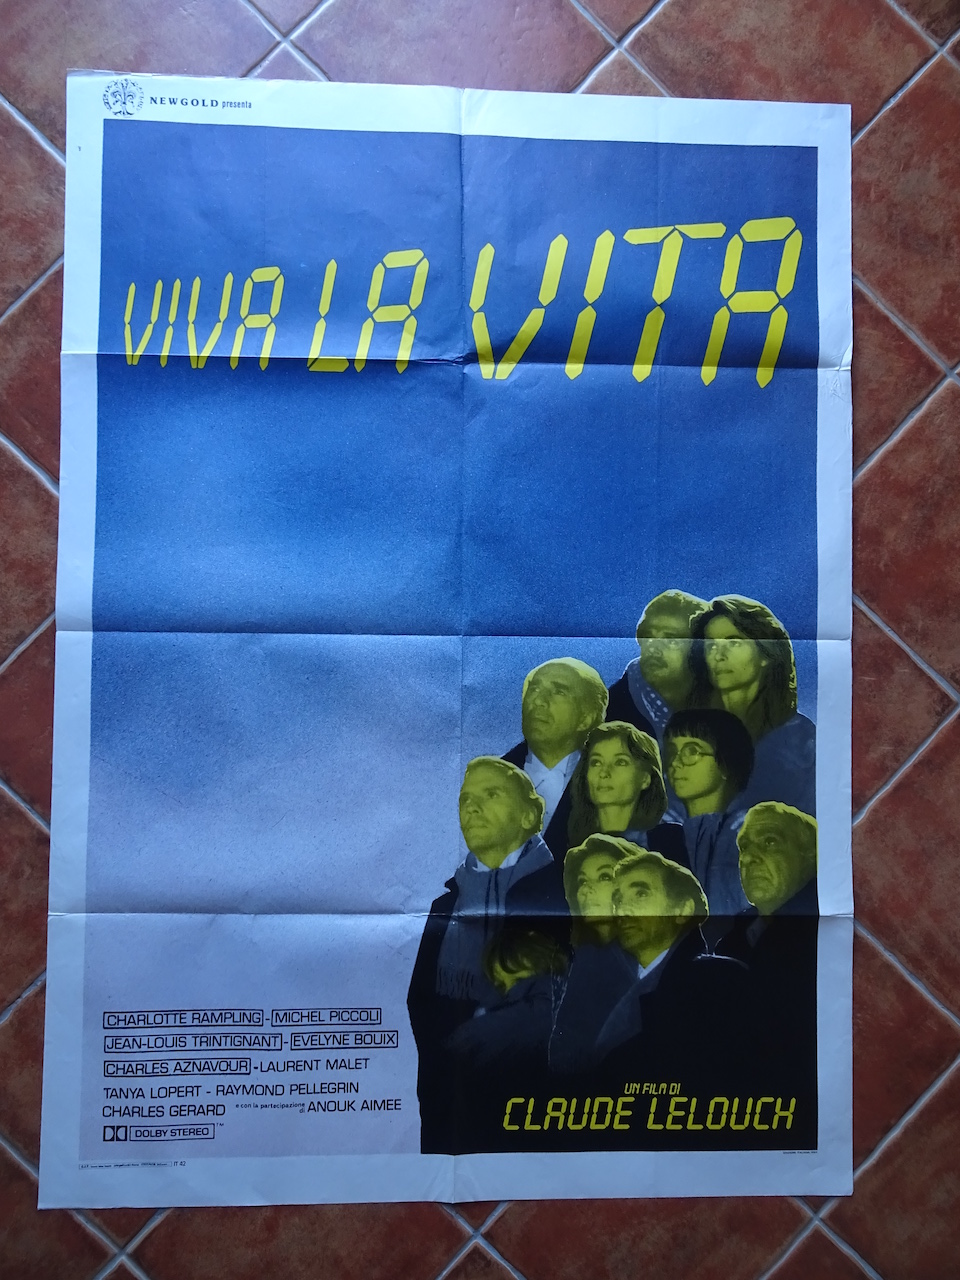 NEWGOLD presenta
VIVA LA VITA
CHARLOTTE RAMPLING - MICHEL PICCOLI
JEAN-LOUIS TRINTIGNANT - EVELYNE BOUIX
CHARLES AZNAVOUR - LAURENT MALET
TANYA LOPERT - RAYMOND PELLEGRIN
CHARLES GERARD e con la partecipazione di ANOUK AIMEE
DOLBY STEREO™
UN FILM DI
CLAUDE LELOUCH